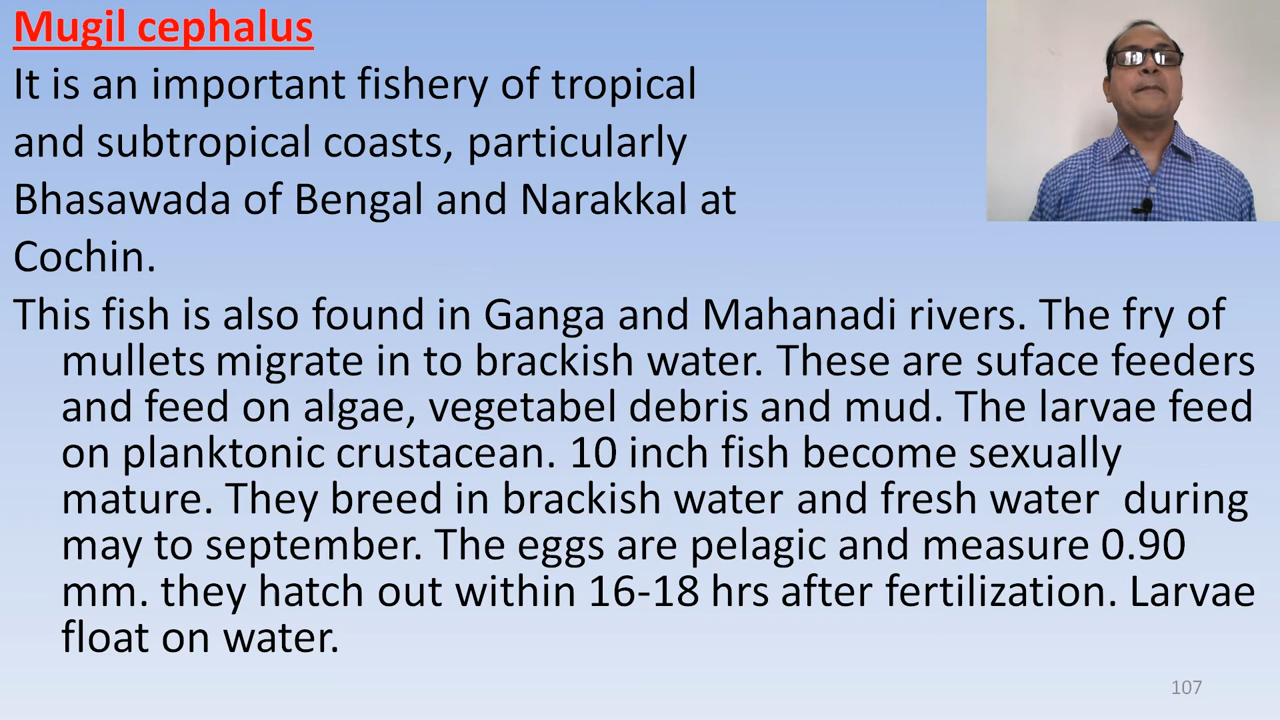 Mugil cephalus
It is an important fishery of tropical
and subtropical coasts, particularly
Bhasawada of Bengal and Narakkal at
Cochin.
This fish is also found in Ganga and Mahanadi rivers. The fry of
mullets migrate in to brackish water. These are suface feeders
and feed on algae, vegetabel debris and mud. The larvae feed
on planktonic crustacean. 10 inch fish become sexually
mature. They breed in brackish water and fresh water during
may to september. The eggs are pelagic and measure 0.90
mm. they hatch out within 16-18 hrs after fertilization. Larvae
float on water.
107